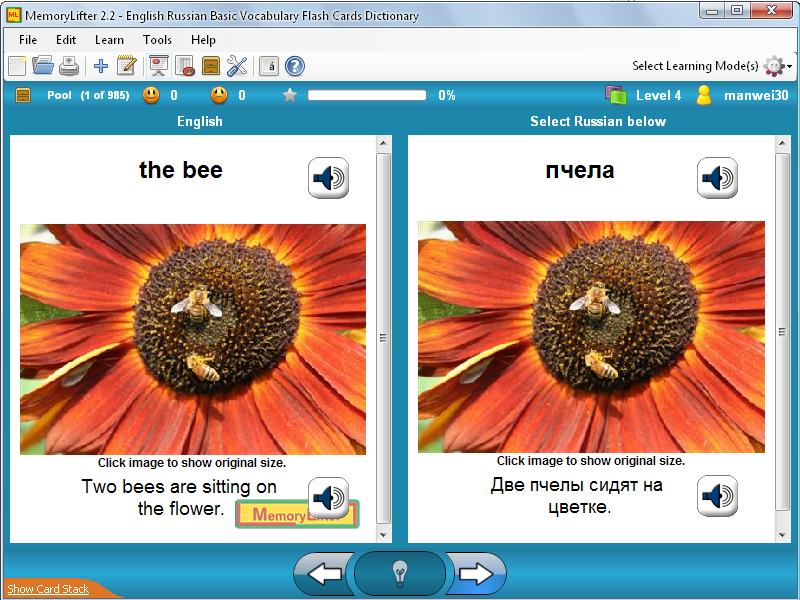 MemoryLifter 2.2 - English Russian Basic Vocabulary Flash Cards Dictionary
File Edit Learn Tools Help
á ? Select Learning Mode(s)
Pool (1 of 985) 0 0 0% Level 4 manwei30
English
the bee
Click image to show original size.
Two bees are sitting on
the flower.
MemoryLifter
Select Russian below
пчела
Click image to show original size.
Две пчелы сидят на
цветке.
Show Card Stack